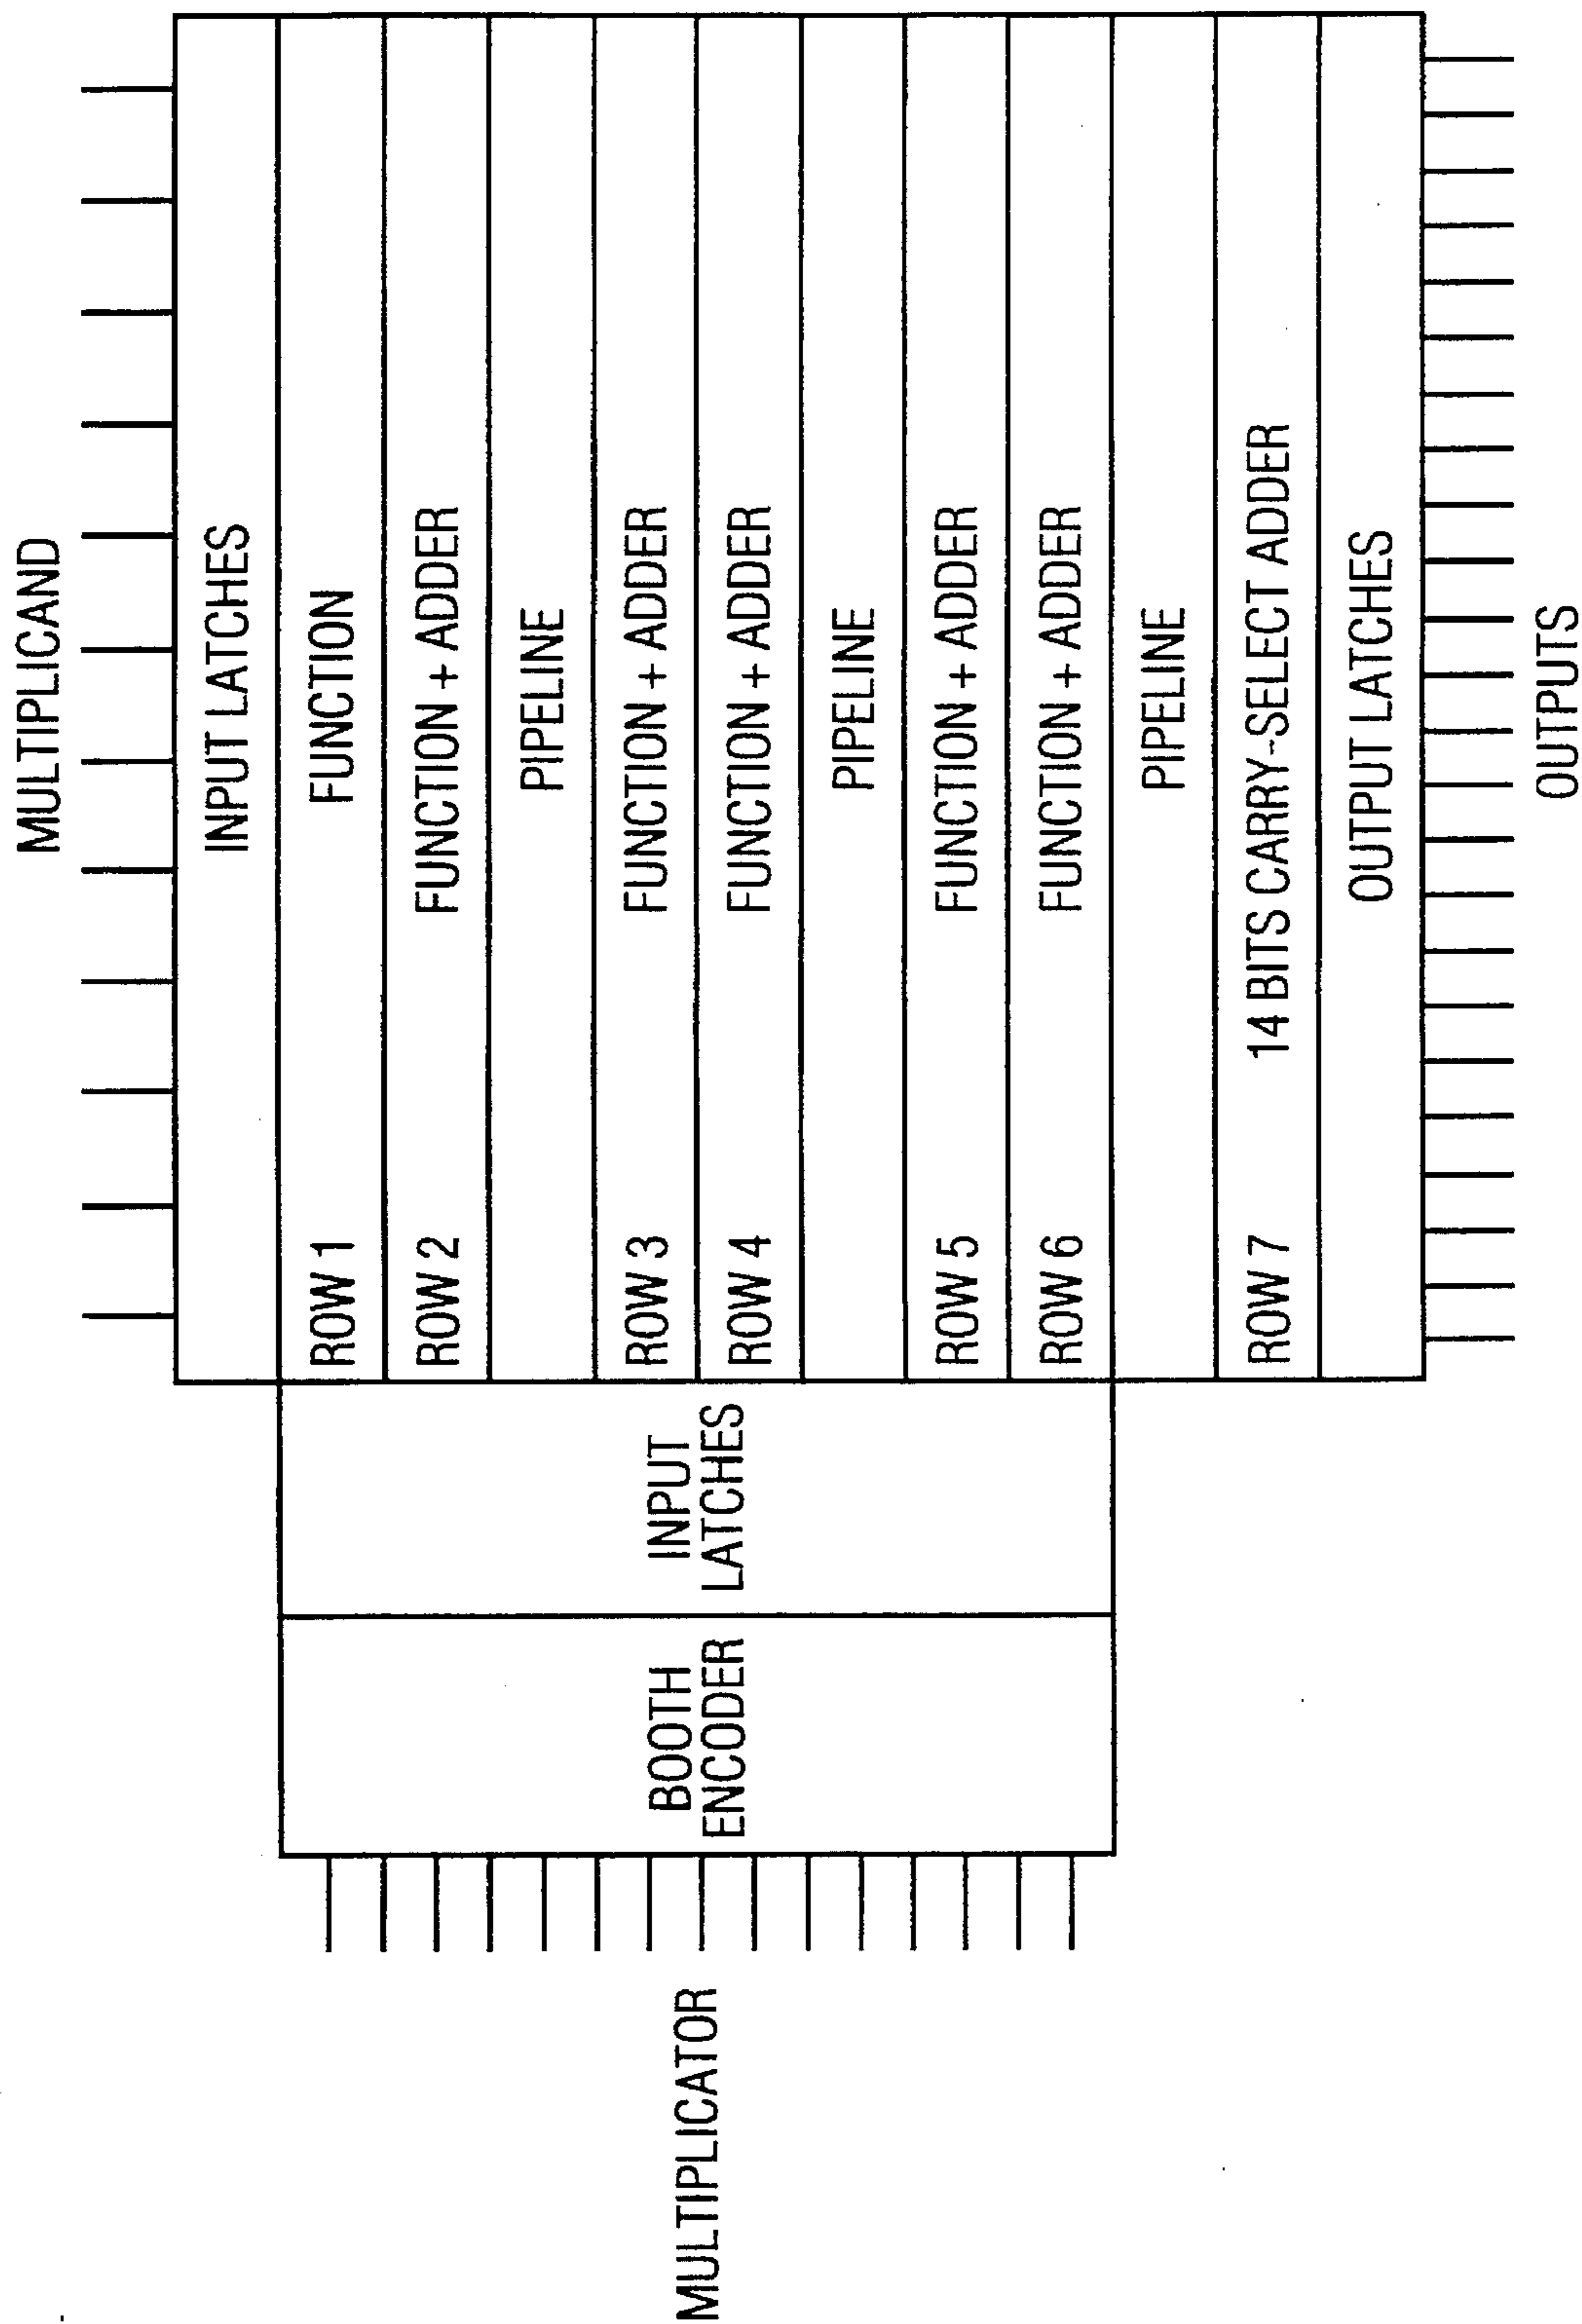 MULTIPLICAND
INPUT LATCHES
ROW 1 FUNCTION
ROW 2 FUNCTION + ADDER
PIPELINE
ROW 3 FUNCTION + ADDER
ROW 4 FUNCTION + ADDER
PIPELINE
ROW 5 FUNCTION + ADDER
ROW 6 FUNCTION + ADDER
PIPELINE
ROW 7 14 BITS CARRY-SELECT ADDER
OUTPUT LATCHES
OUTPUTS
INPUT
LATCHES
BOOTH
ENCODER
MULTIPLICATOR